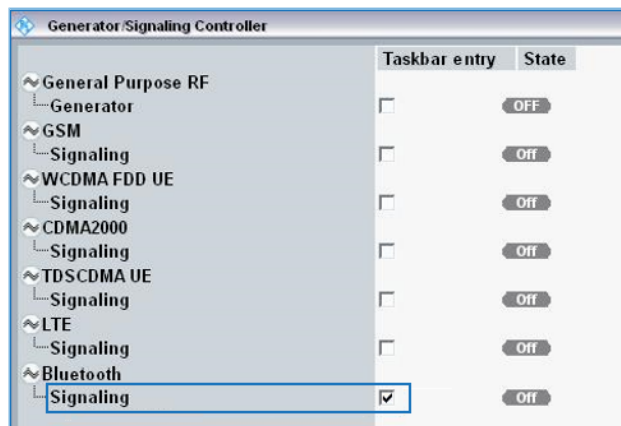 Generator/Signaling Controller
Taskbar entry State
General Purpose RF
Generator OFF
GSM
Signaling Off
WCDMA FDD UE
Signaling Off
CDMA2000
Signaling Off
TDSCDMA UE
Signaling Off
LTE
Signaling Off
Bluetooth
Signaling Off